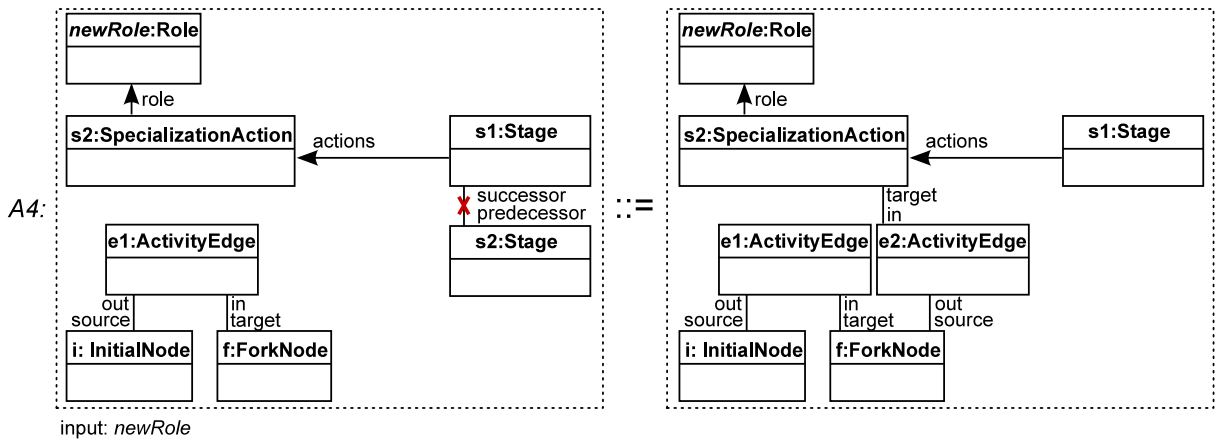 newRole:Role
role
s2:SpecializationAction
actions
s1:Stage
successor
predecessor
s2:Stage
e1:ActivityEdge
out
source
in
target
i: InitialNode
f:ForkNode
A4:
::=
newRole:Role
role
s2:SpecializationAction
actions
s1:Stage
target
in
e1:ActivityEdge
e2:ActivityEdge
out
source
in
target
out
source
i: InitialNode
f:ForkNode
input: newRole